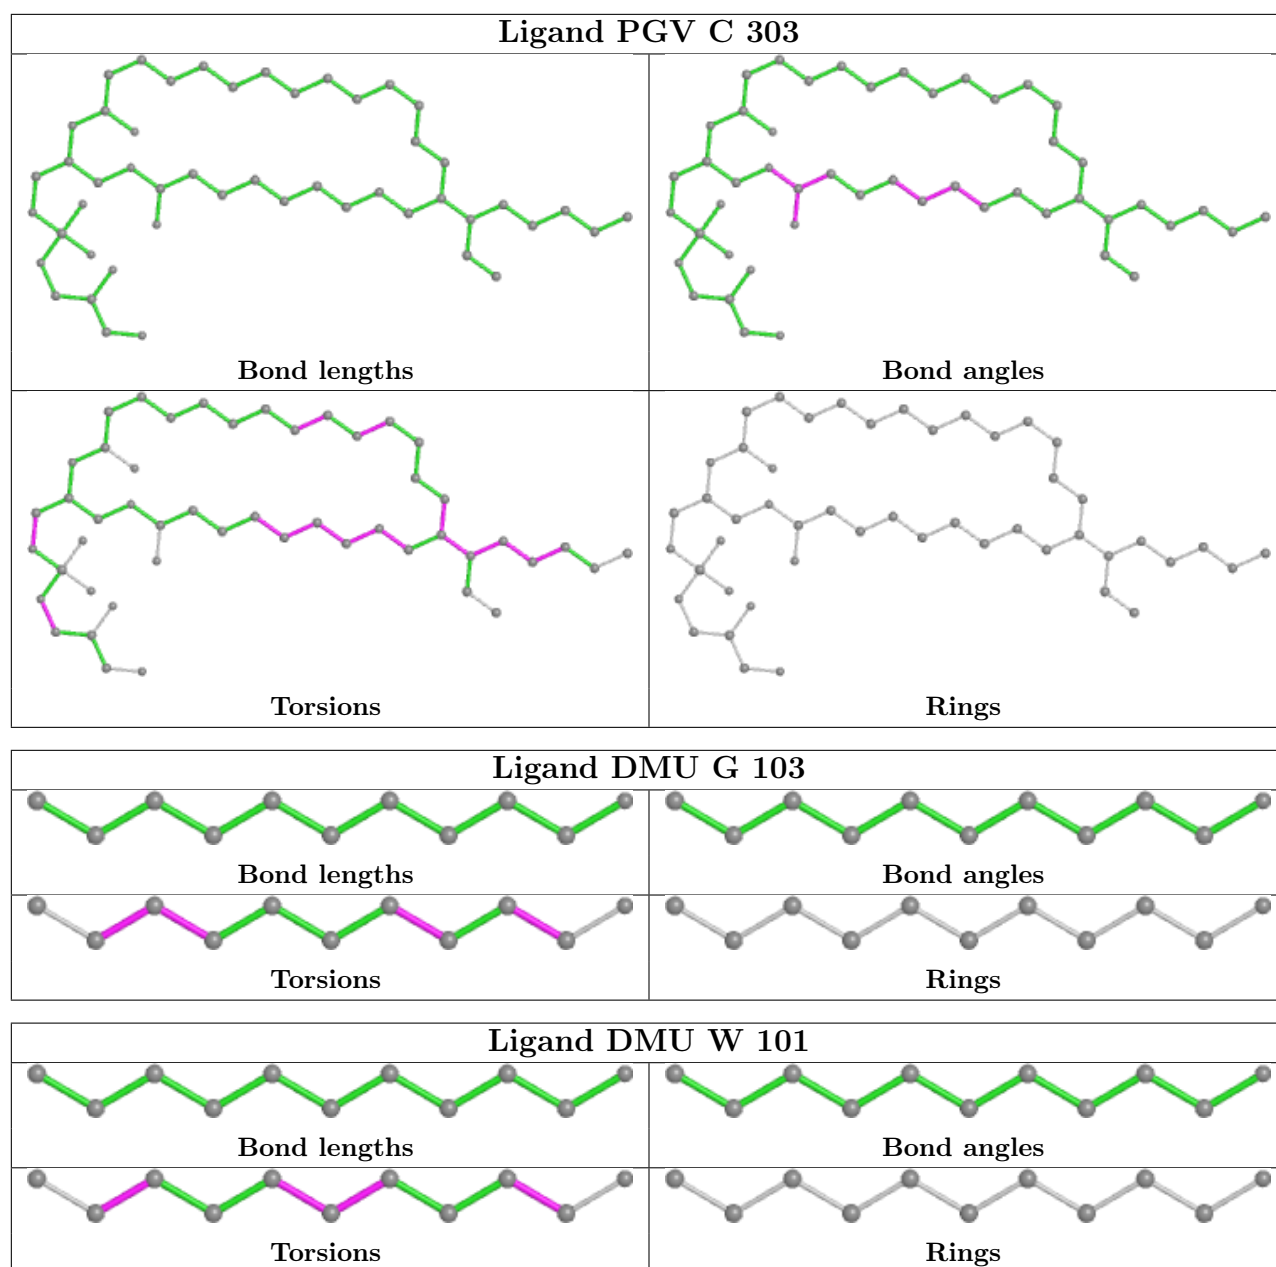 Ligand PGV C 303
Bond lengths
Bond angles
Torsions
Rings
Ligand DMU G 103
Bond lengths
Bond angles
Torsions
Rings
Ligand DMU W 101
Bond lengths
Bond angles
Torsions
Rings